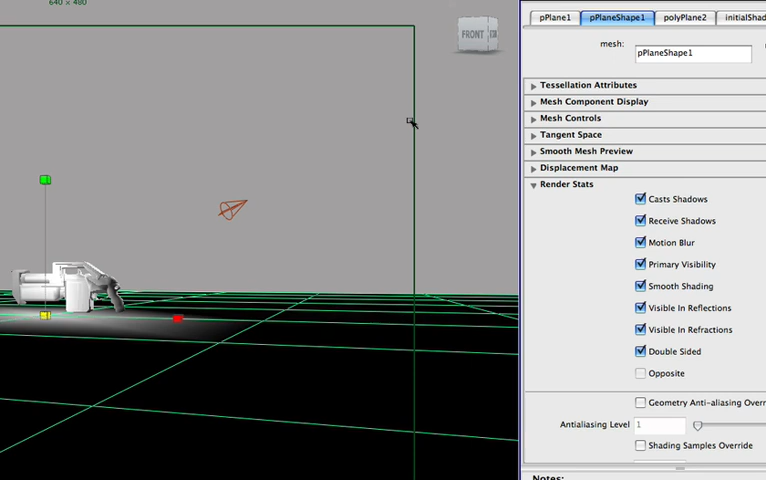 640 × 480
FRONT
pPlane1 pPlaneShape1 polyPlane2 initialShad
mesh: pPlaneShape1
Tessellation Attributes
Mesh Component Display
Mesh Controls
Tangent Space
Smooth Mesh Preview
Displacement Map
Render Stats
Casts Shadows
Receive Shadows
Motion Blur
Primary Visibility
Smooth Shading
Visible In Reflections
Visible In Refractions
Double Sided
Opposite
Geometry Anti-aliasing Overr
Antialiasing Level 1
Shading Samples Override
Notes: